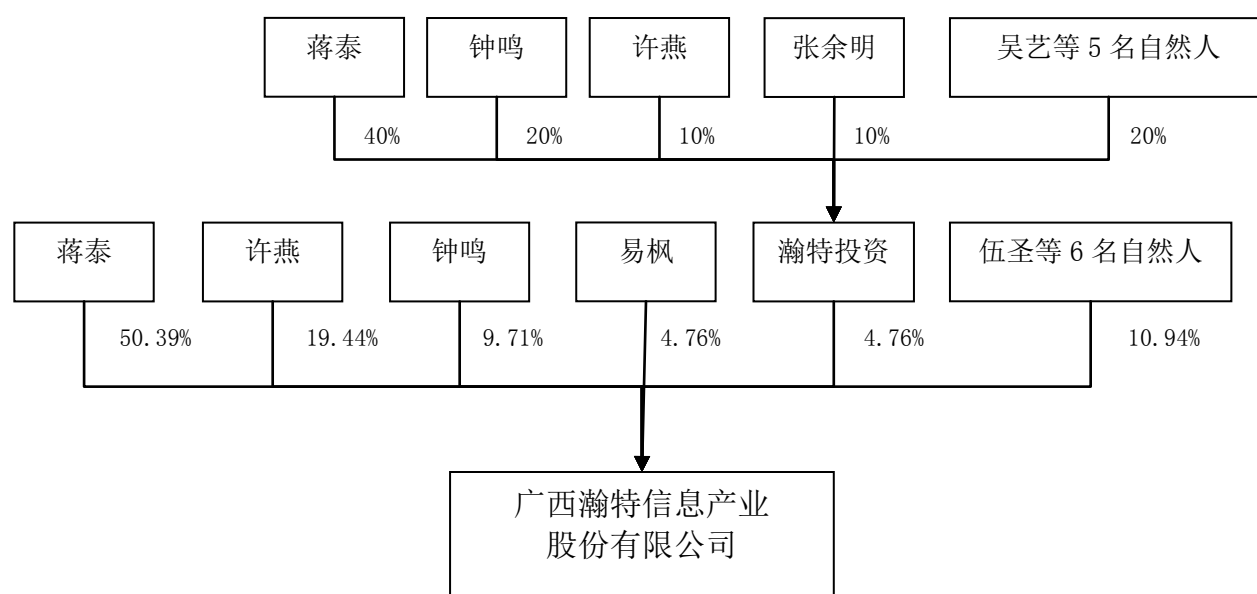 蒋泰
钟鸣
许燕
张余明
吴艺等 5 名自然人
40%
20%
10%
10%
20%
蒋泰
许燕
钟鸣
易枫
瀚特投资
伍圣等 6 名自然人
50.39%
19.44%
9.71%
4.76%
4.76%
10.94%
广西瀚特信息产业
股份有限公司